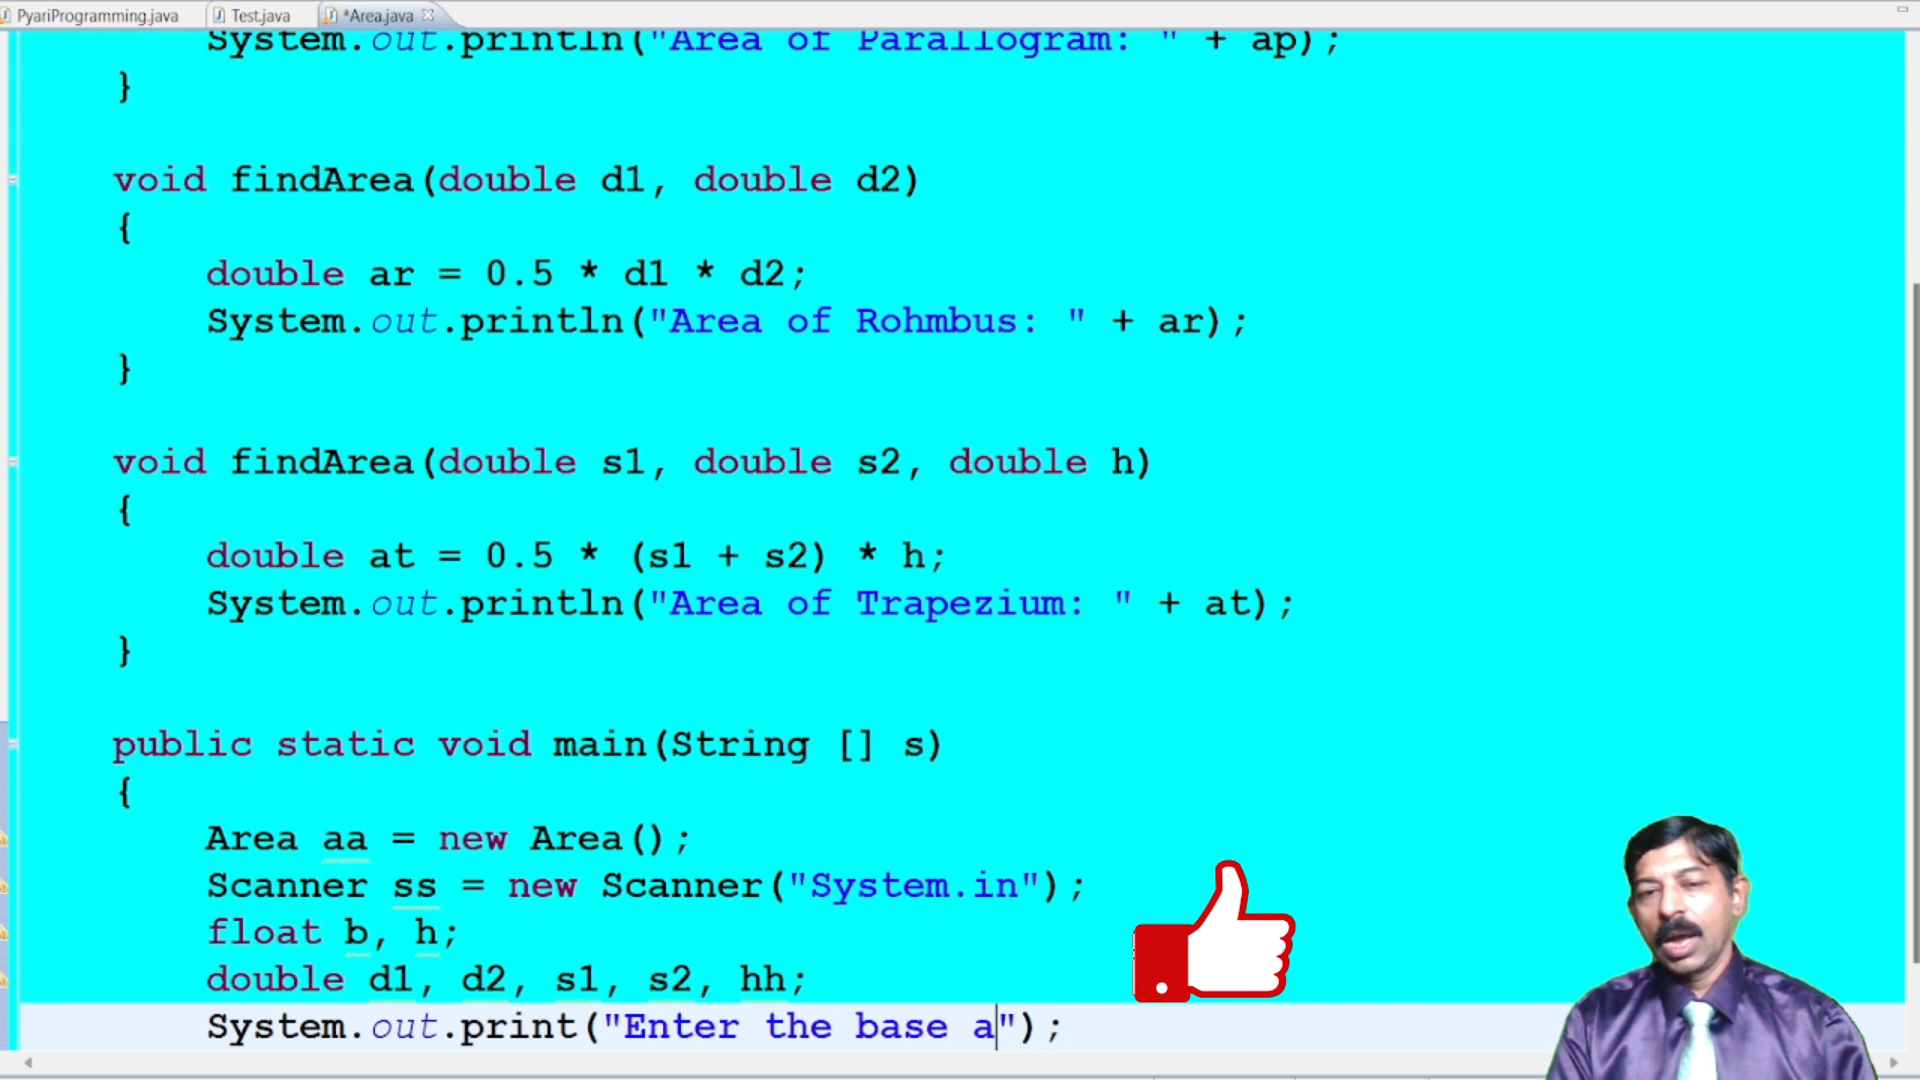 PyariProgramming.java Test.java *Area.java
System.out.println("Area of Parallogram: " + ap);
}
void findArea(double d1, double d2)
{
double ar = 0.5 * d1 * d2;
System.out.println("Area of Rohmbus: " + ar);
}
void findArea(double s1, double s2, double h)
{
double at = 0.5 * (s1 + s2) * h;
System.out.println("Area of Trapezium: " + at);
}
public static void main(String [] s)
{
Area aa = new Area();
Scanner ss = new Scanner("System.in");
float b, h;
double d1, d2, s1, s2, hh;
System.out.print("Enter the base a");